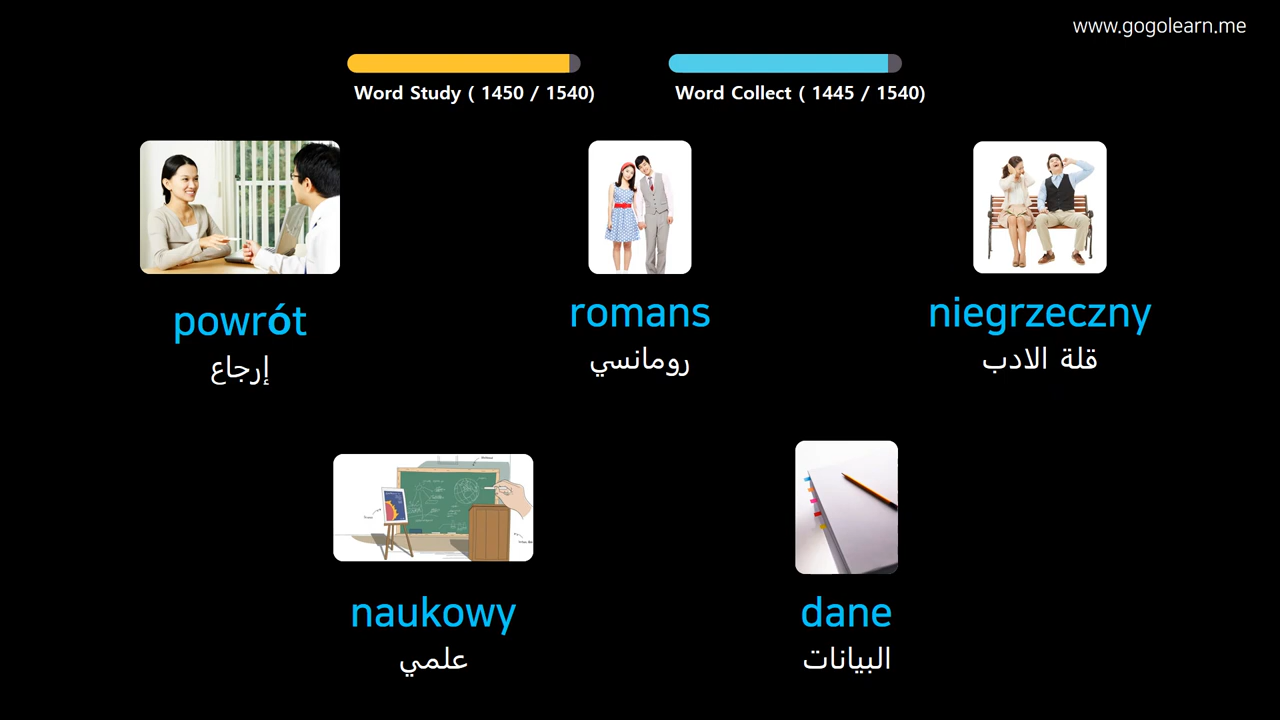 www.gogolearn.me
Word Study ( 1450 / 1540)
Word Collect ( 1445 / 1540)
powrót
إرجاع
romans
رومانسي
niegrzeczny
قلة الادب
naukowy
علمي
dane
البيانات